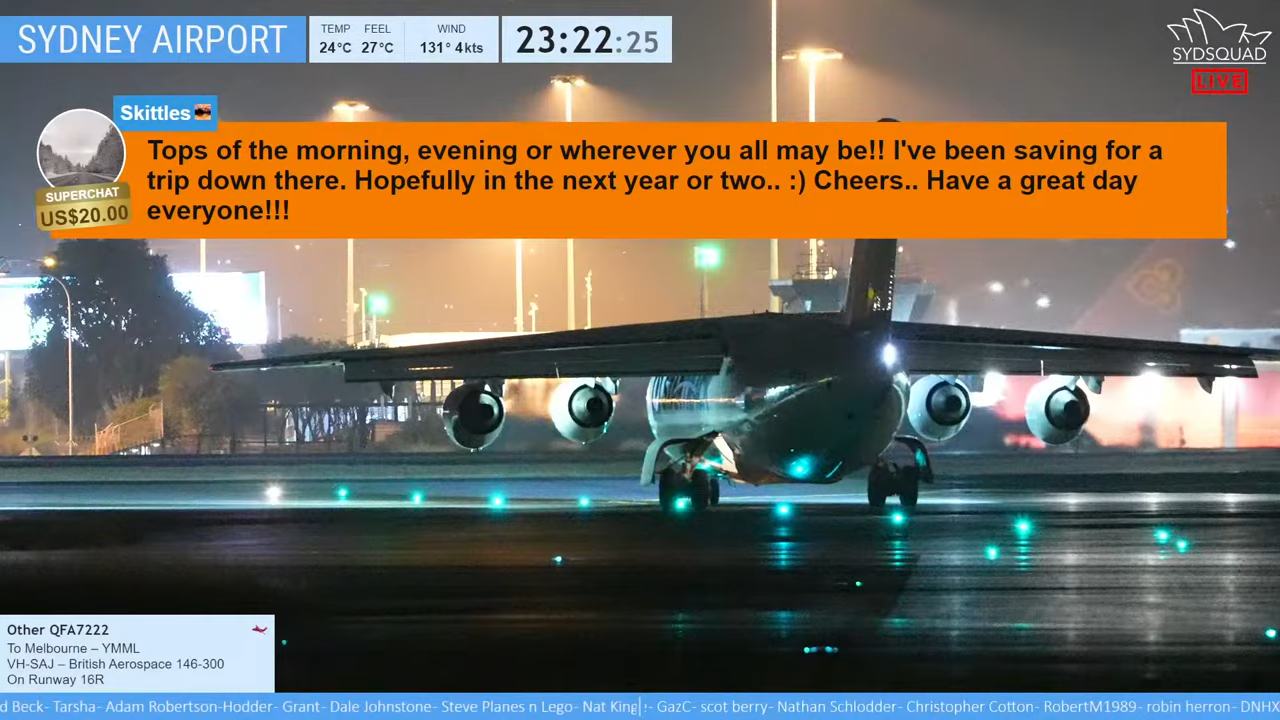 SYDNEY AIRPORT
TEMP FEEL WIND
24°C 27°C 131° 4kts
23:22:25
SYDSQUAD
LIVE
Skittles
Tops of the morning, evening or wherever you all may be!! I've been saving for a
trip down there. Hopefully in the next year or two.. :) Cheers.. Have a great day
everyone!!!
SUPERCHAT
US$20.00
Other QFA7222
To Melbourne – YMML
VH-SAJ – British Aerospace 146-300
On Runway 16R
d Beck- Tarsha- Adam Robertson-Hodder- Grant- Dale Johnstone- Steve Planes n Lego- Nat King- GazC- scot berry- Nathan Schlodder- Christopher Cotton- RobertM1989- robin herron- DNHX